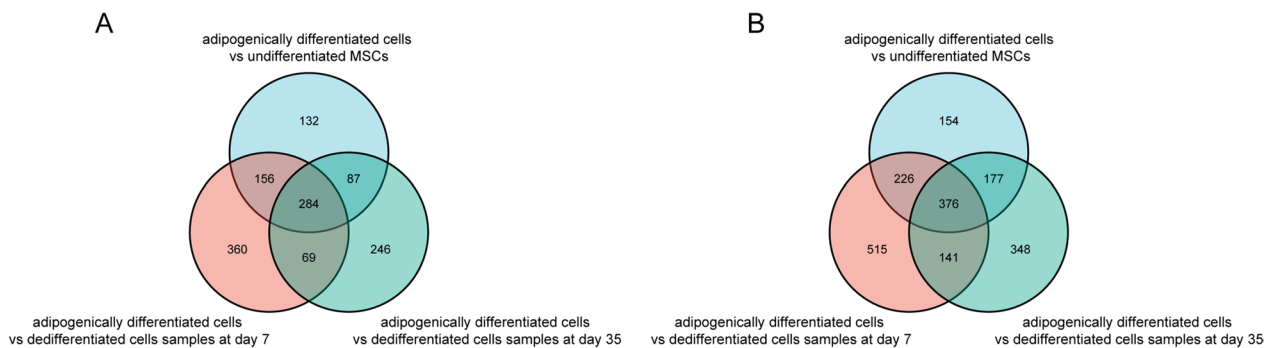 A
adipogenically differentiated cells
vs undifferentiated MSCs
132
156
87
284
360
69
246
adipogenically differentiated cells
vs dedifferentiated cells samples at day 7
adipogenically differentiated cells
vs dedifferentiated cells samples at day 35
B
adipogenically differentiated cells
vs undifferentiated MSCs
154
226
177
376
515
141
348
adipogenically differentiated cells
vs dedifferentiated cells samples at day 7
adipogenically differentiated cells
vs dedifferentiated cells samples at day 35